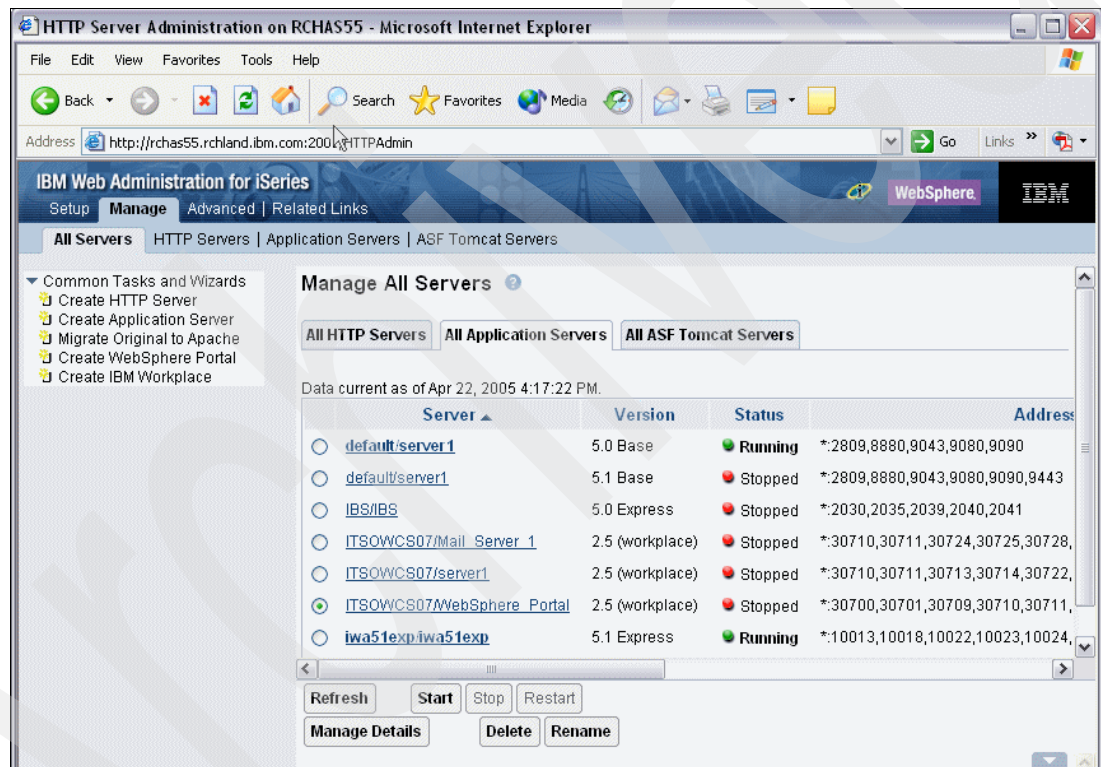 HTTP Server Administration on RCHAS55 - Microsoft Internet Explorer
File Edit View Favorites Tools Help
Back Search Favorites Media
Address http://rchas55.rchland.ibm.com:200 HTTPAdmin Go Links »
IBM Web Administration for iSeries
WebSphere. IBM
Setup Manage Advanced | Related Links
All Servers HTTP Servers | Application Servers | ASF Tomcat Servers
Common Tasks and Wizards
Create HTTP Server
Create Application Server
Migrate Original to Apache
Create WebSphere Portal
Create IBM Workplace
Manage All Servers ?
All HTTP Servers All Application Servers All ASF Tomcat Servers
Data current as of Apr 22, 2005 4:17:22 PM.
Server Version Status Address
default/server1 5.0 Base Running *:2809,8880,9043,9080,9090
default/server1 5.1 Base Stopped *:2809,8880,9043,9080,9090,9443
IBS/IBS 5.0 Express Stopped *:2030,2035,2039,2040,2041
ITSOWCS07/Mail_Server_1 2.5 (workplace) Stopped *:30710,30711,30724,30725,30728,
ITSOWCS07/server1 2.5 (workplace) Stopped *:30710,30711,30713,30714,30722,
ITSOWCS07/WebSphere_Portal 2.5 (workplace) Stopped *:30700,30701,30709,30710,30711,
iwa51exp/iwa51exp 5.1 Express Running *:10013,10018,10022,10023,10024,
Refresh Start Stop Restart
Manage Details Delete Rename